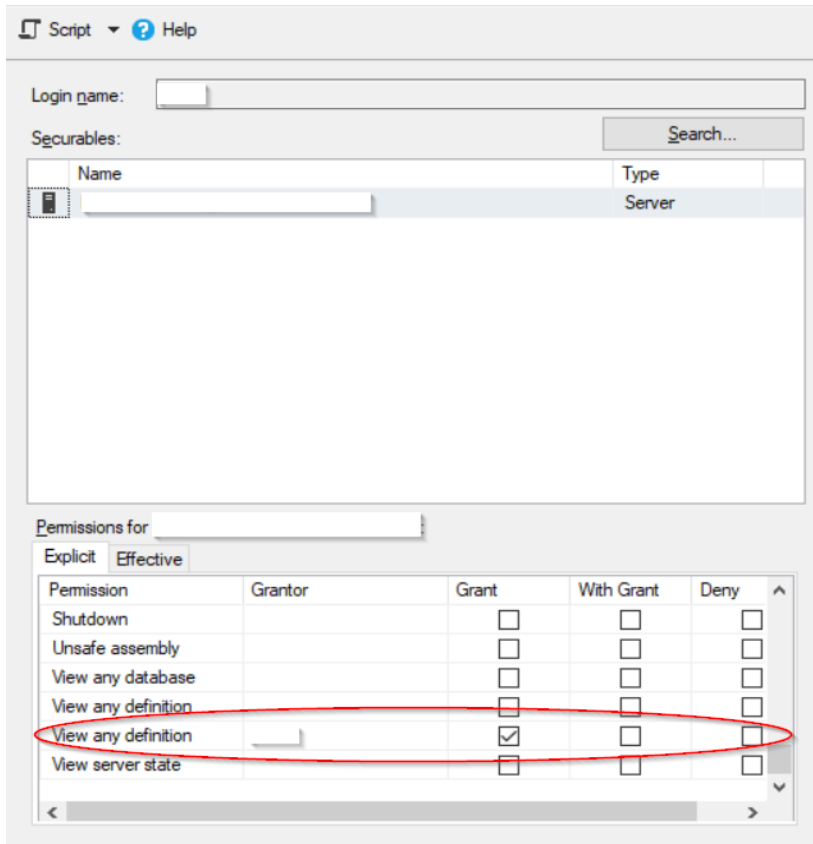 Script Help
Login name:
Securables:
Search...
Name Type
Server
Permissions for :
Explicit Effective
Permission Grantor Grant With Grant Deny
Shutdown
Unsafe assembly
View any database
View any definition
View any definition
View server state